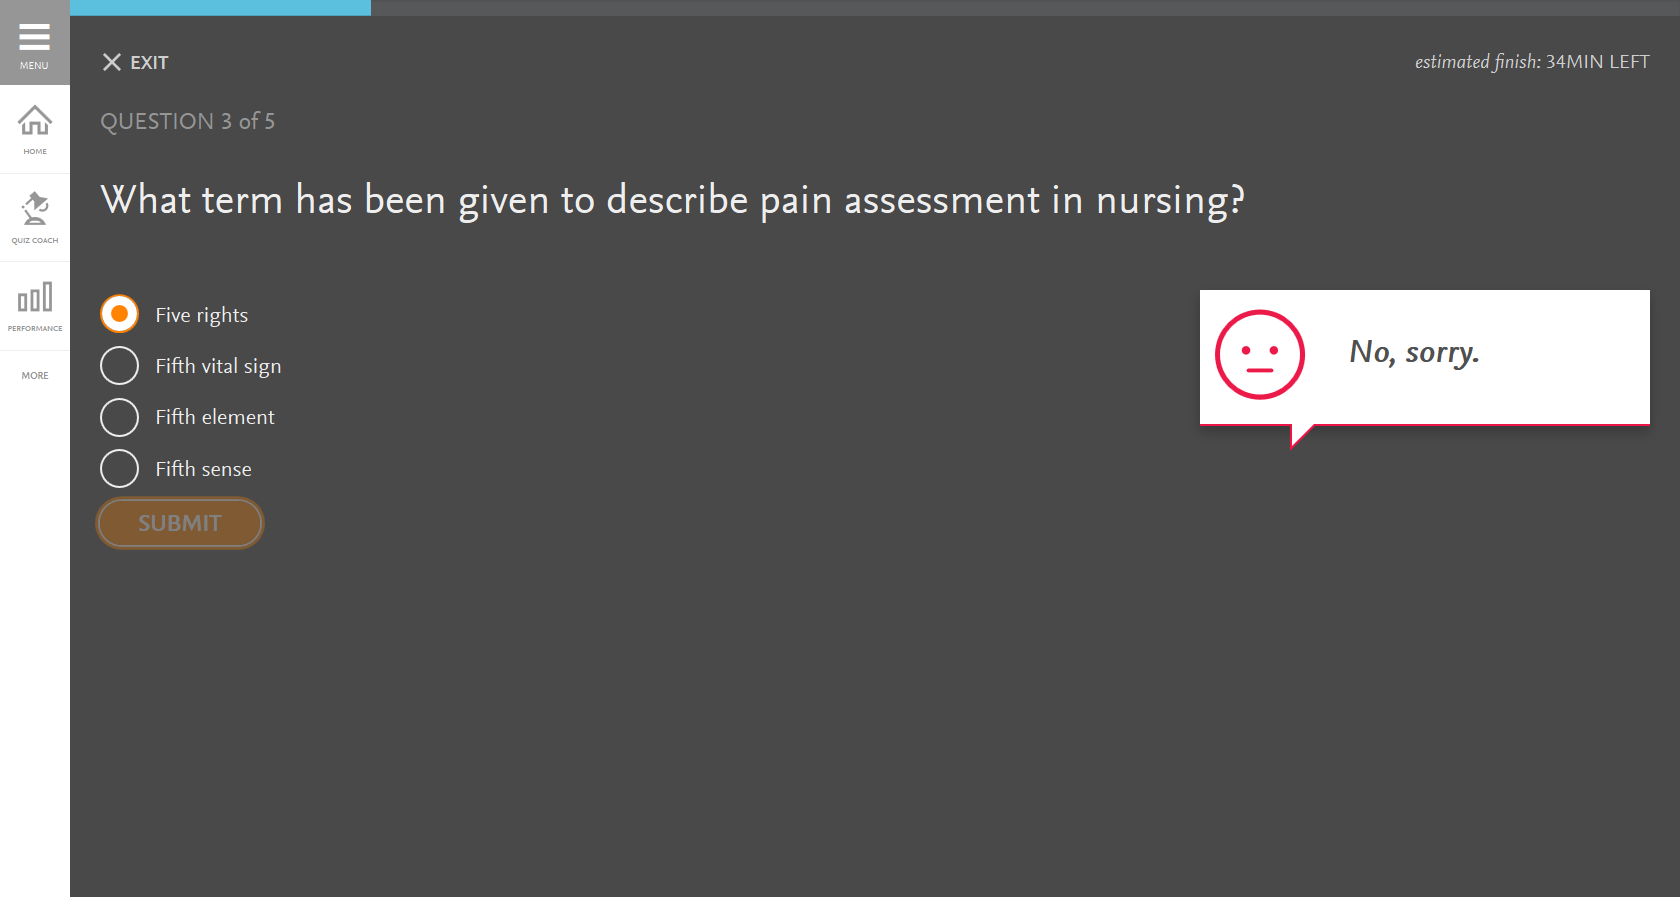 MENU
HOME
QUIZ COACH
PERFORMANCE
MORE
EXIT
estimated finish: 34MIN LEFT
QUESTION 3 of 5
What term has been given to describe pain assessment in nursing?
Five rights
Fifth vital sign
Fifth element
Fifth sense
SUBMIT
No, sorry.